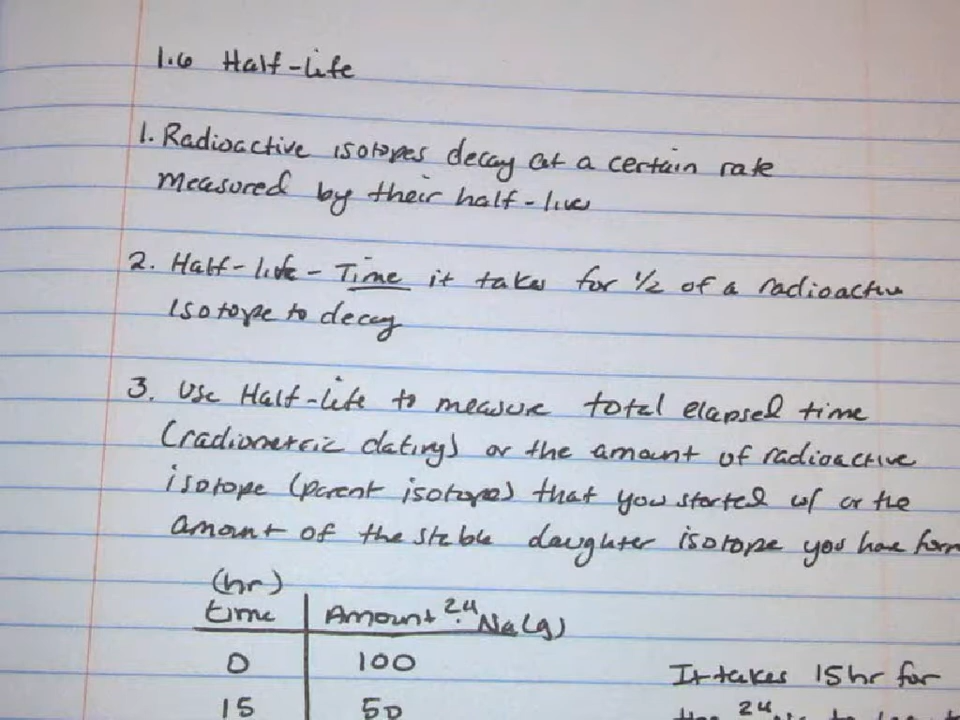 1.6 Half-life
1. Radioactive isotopes decay at a certain rate
measured by their half-lives
2. Half-life - Time it takes for 1/2 of a radioactive
isotope to decay
3. Use Half-life to measure total elapsed time
(radiometric dating) or the amount of radioactive
isotope (parent isotope) that you started w/ or the
amount of the stable daughter isotope you have form
(hr)
time Amount ²⁴Na(g)
0 100
It takes 15hr for
15 50
24